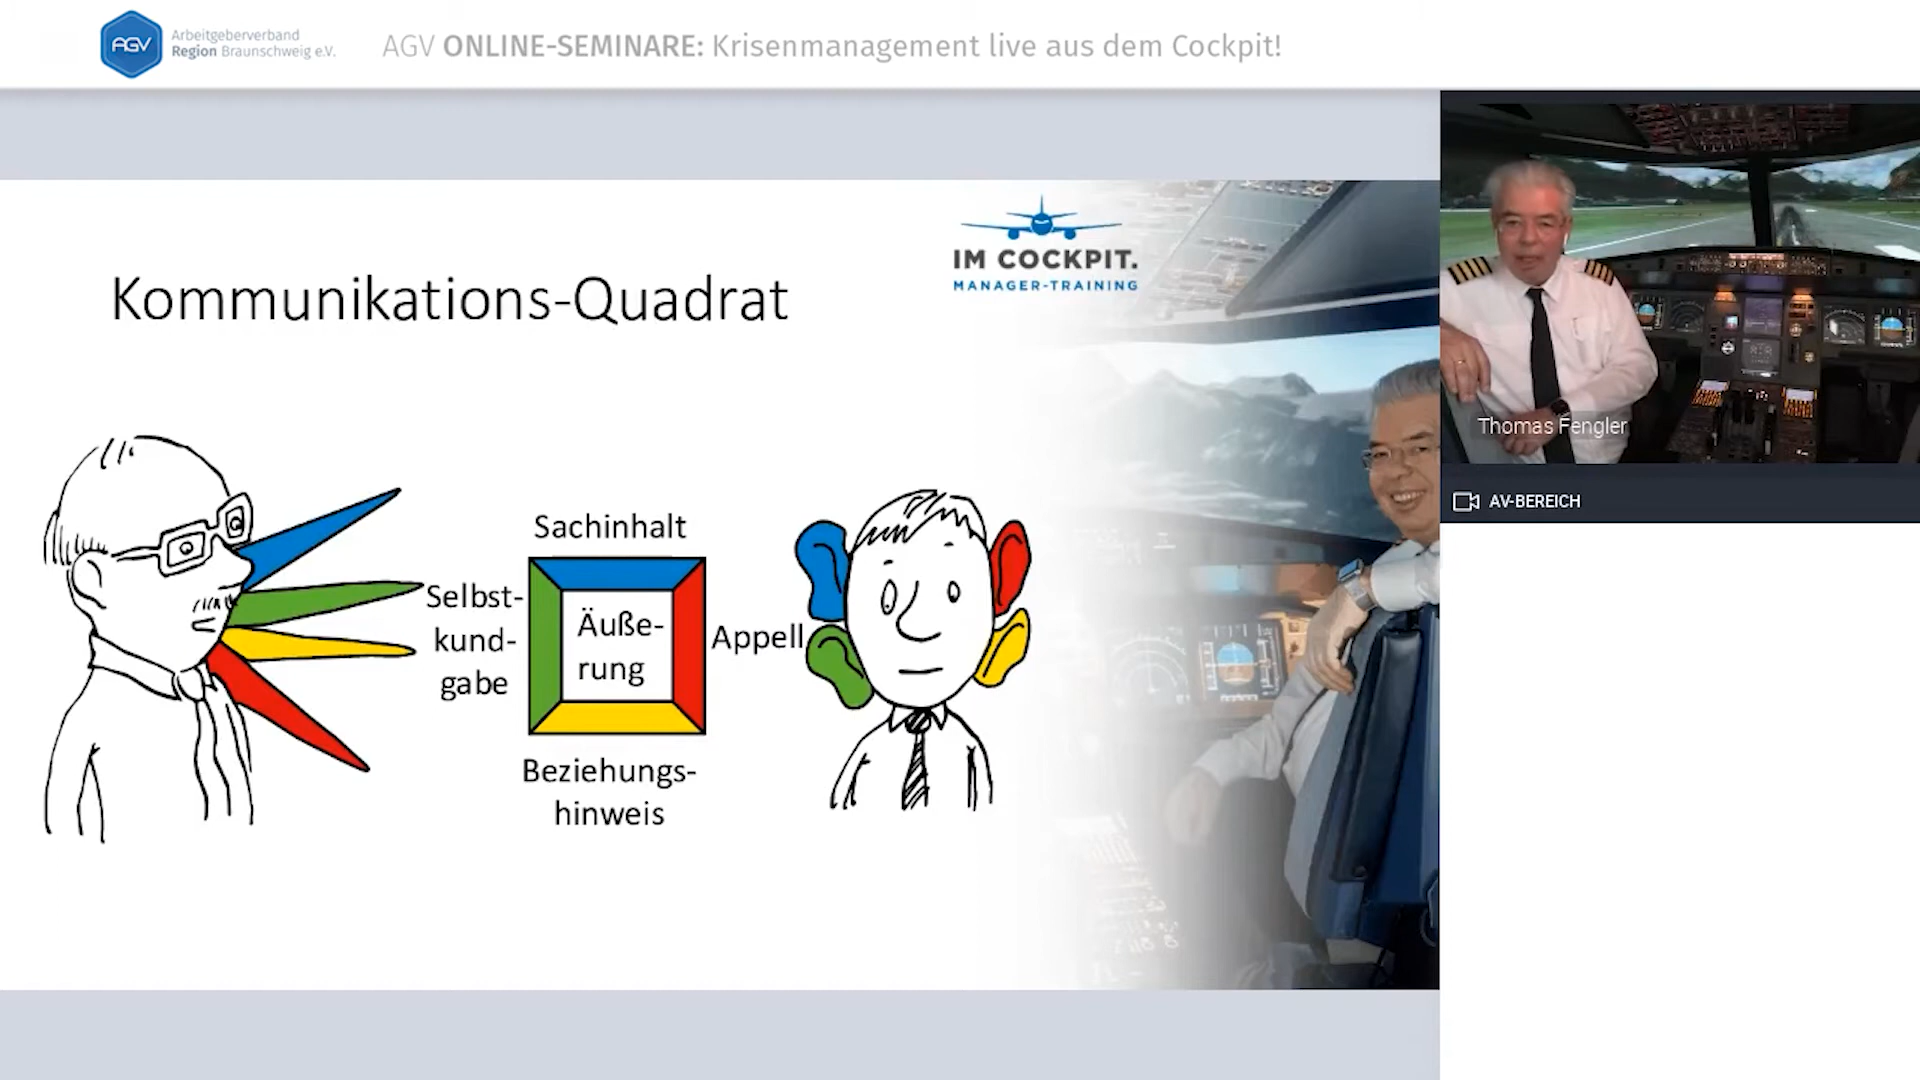 AGV
Arbeitgeberverband
Region Braunschweig e.V.
AGV ONLINE-SEMINARE: Krisenmanagement live aus dem Cockpit!
IM COCKPIT.
MANAGER-TRAINING
Kommunikations-Quadrat
Sachinhalt
Selbst-
kund-
gabe
Äuße-
rung
Appell
Beziehungs-
hinweis
Thomas Fengler
AV-BEREICH